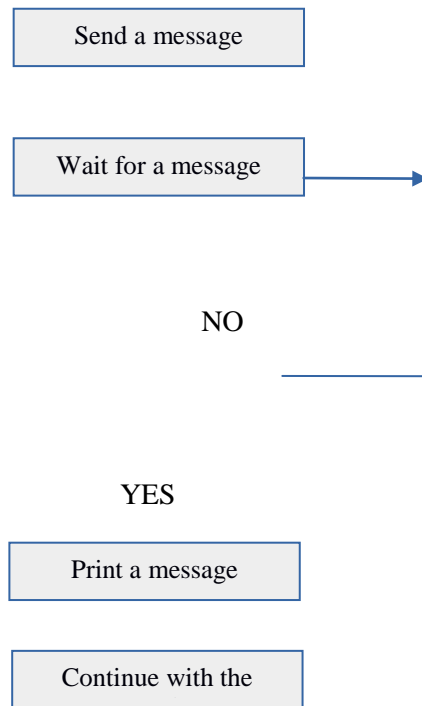 Send a message
Wait for a message
NO
YES
Print a message
Continue with the